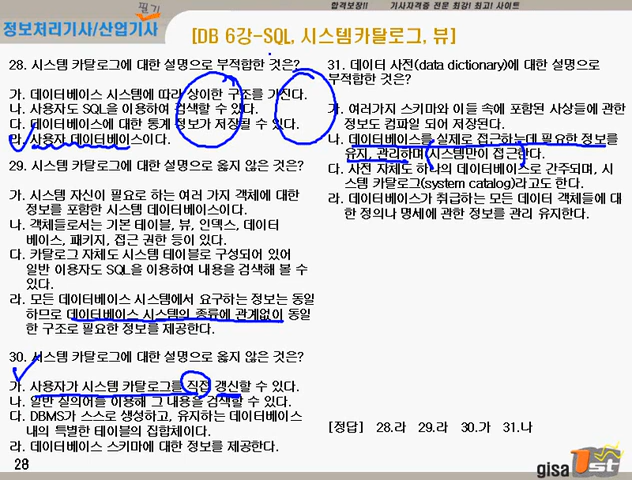 합격보장!! 기사자격증 전문 최강! 최고! 사이트
필기
정보처리기사/산업기사
[DB 6강-SQL, 시스템카탈로그, 뷰]
28. 시스템 카탈로그에 대한 설명으로 부적합한 것은?
가. 데이터베이스 시스템에 따라 상이한 구조를 가진다.
나. 사용자도 SQL을 이용하여 검색할 수 있다.
다. 데이터베이스에 대한 통계 정보가 저장될 수 있다.
라. 사용자 데이터베이스이다.
29. 시스템 카탈로그에 대한 설명으로 옳지 않은 것은?
가. 시스템 자신이 필요로 하는 여러 가지 객체에 대한
정보를 포함한 시스템 데이터베이스이다.
나. 객체들로서는 기본 테이블, 뷰, 인덱스, 데이터
베이스, 패키지, 접근 권한 등이 있다.
다. 카탈로그 자체도 시스템 테이블로 구성되어 있어
일반 이용자도 SQL을 이용하여 내용을 검색해 볼 수
있다.
라. 모든 데이터베이스 시스템에서 요구하는 정보는 동일
하므로 데이터베이스 시스템의 종류에 관계없이 동일
한 구조로 필요한 정보를 제공한다.
30. 시스템 카탈로그에 대한 설명으로 옳지 않은 것은?
가. 사용자가 시스템 카탈로그를 직접 갱신할 수 있다.
나. 일반 질의어를 이용해 그 내용을 검색할 수 있다.
다. DBMS가 스스로 생성하고, 유지하는 데이터베이스
내의 특별한 테이블의 집합체이다.
라. 데이터베이스 스키마에 대한 정보를 제공한다.
28
31. 데이터 사전(data dictionary)에 대한 설명으로
부적합한 것은?
가. 여러가지 스키마와 이들 속에 포함된 사상들에 관한
정보도 컴파일 되어 저장된다.
나. 데이터베이스를 실제로 접근하는데 필요한 정보를
유지, 관리하며 시스템만이 접근한다.
다. 사전 자체도 하나의 데이터베이스로 간주되며, 시
스템 카탈로그(system catalog)라고도 한다.
라. 데이터베이스가 취급하는 모든 데이터 객체들에 대
한 정의나 명세에 관한 정보를 관리 유지한다.
[정답] 28.라 29.라 30.가 31.나
gisa 1st